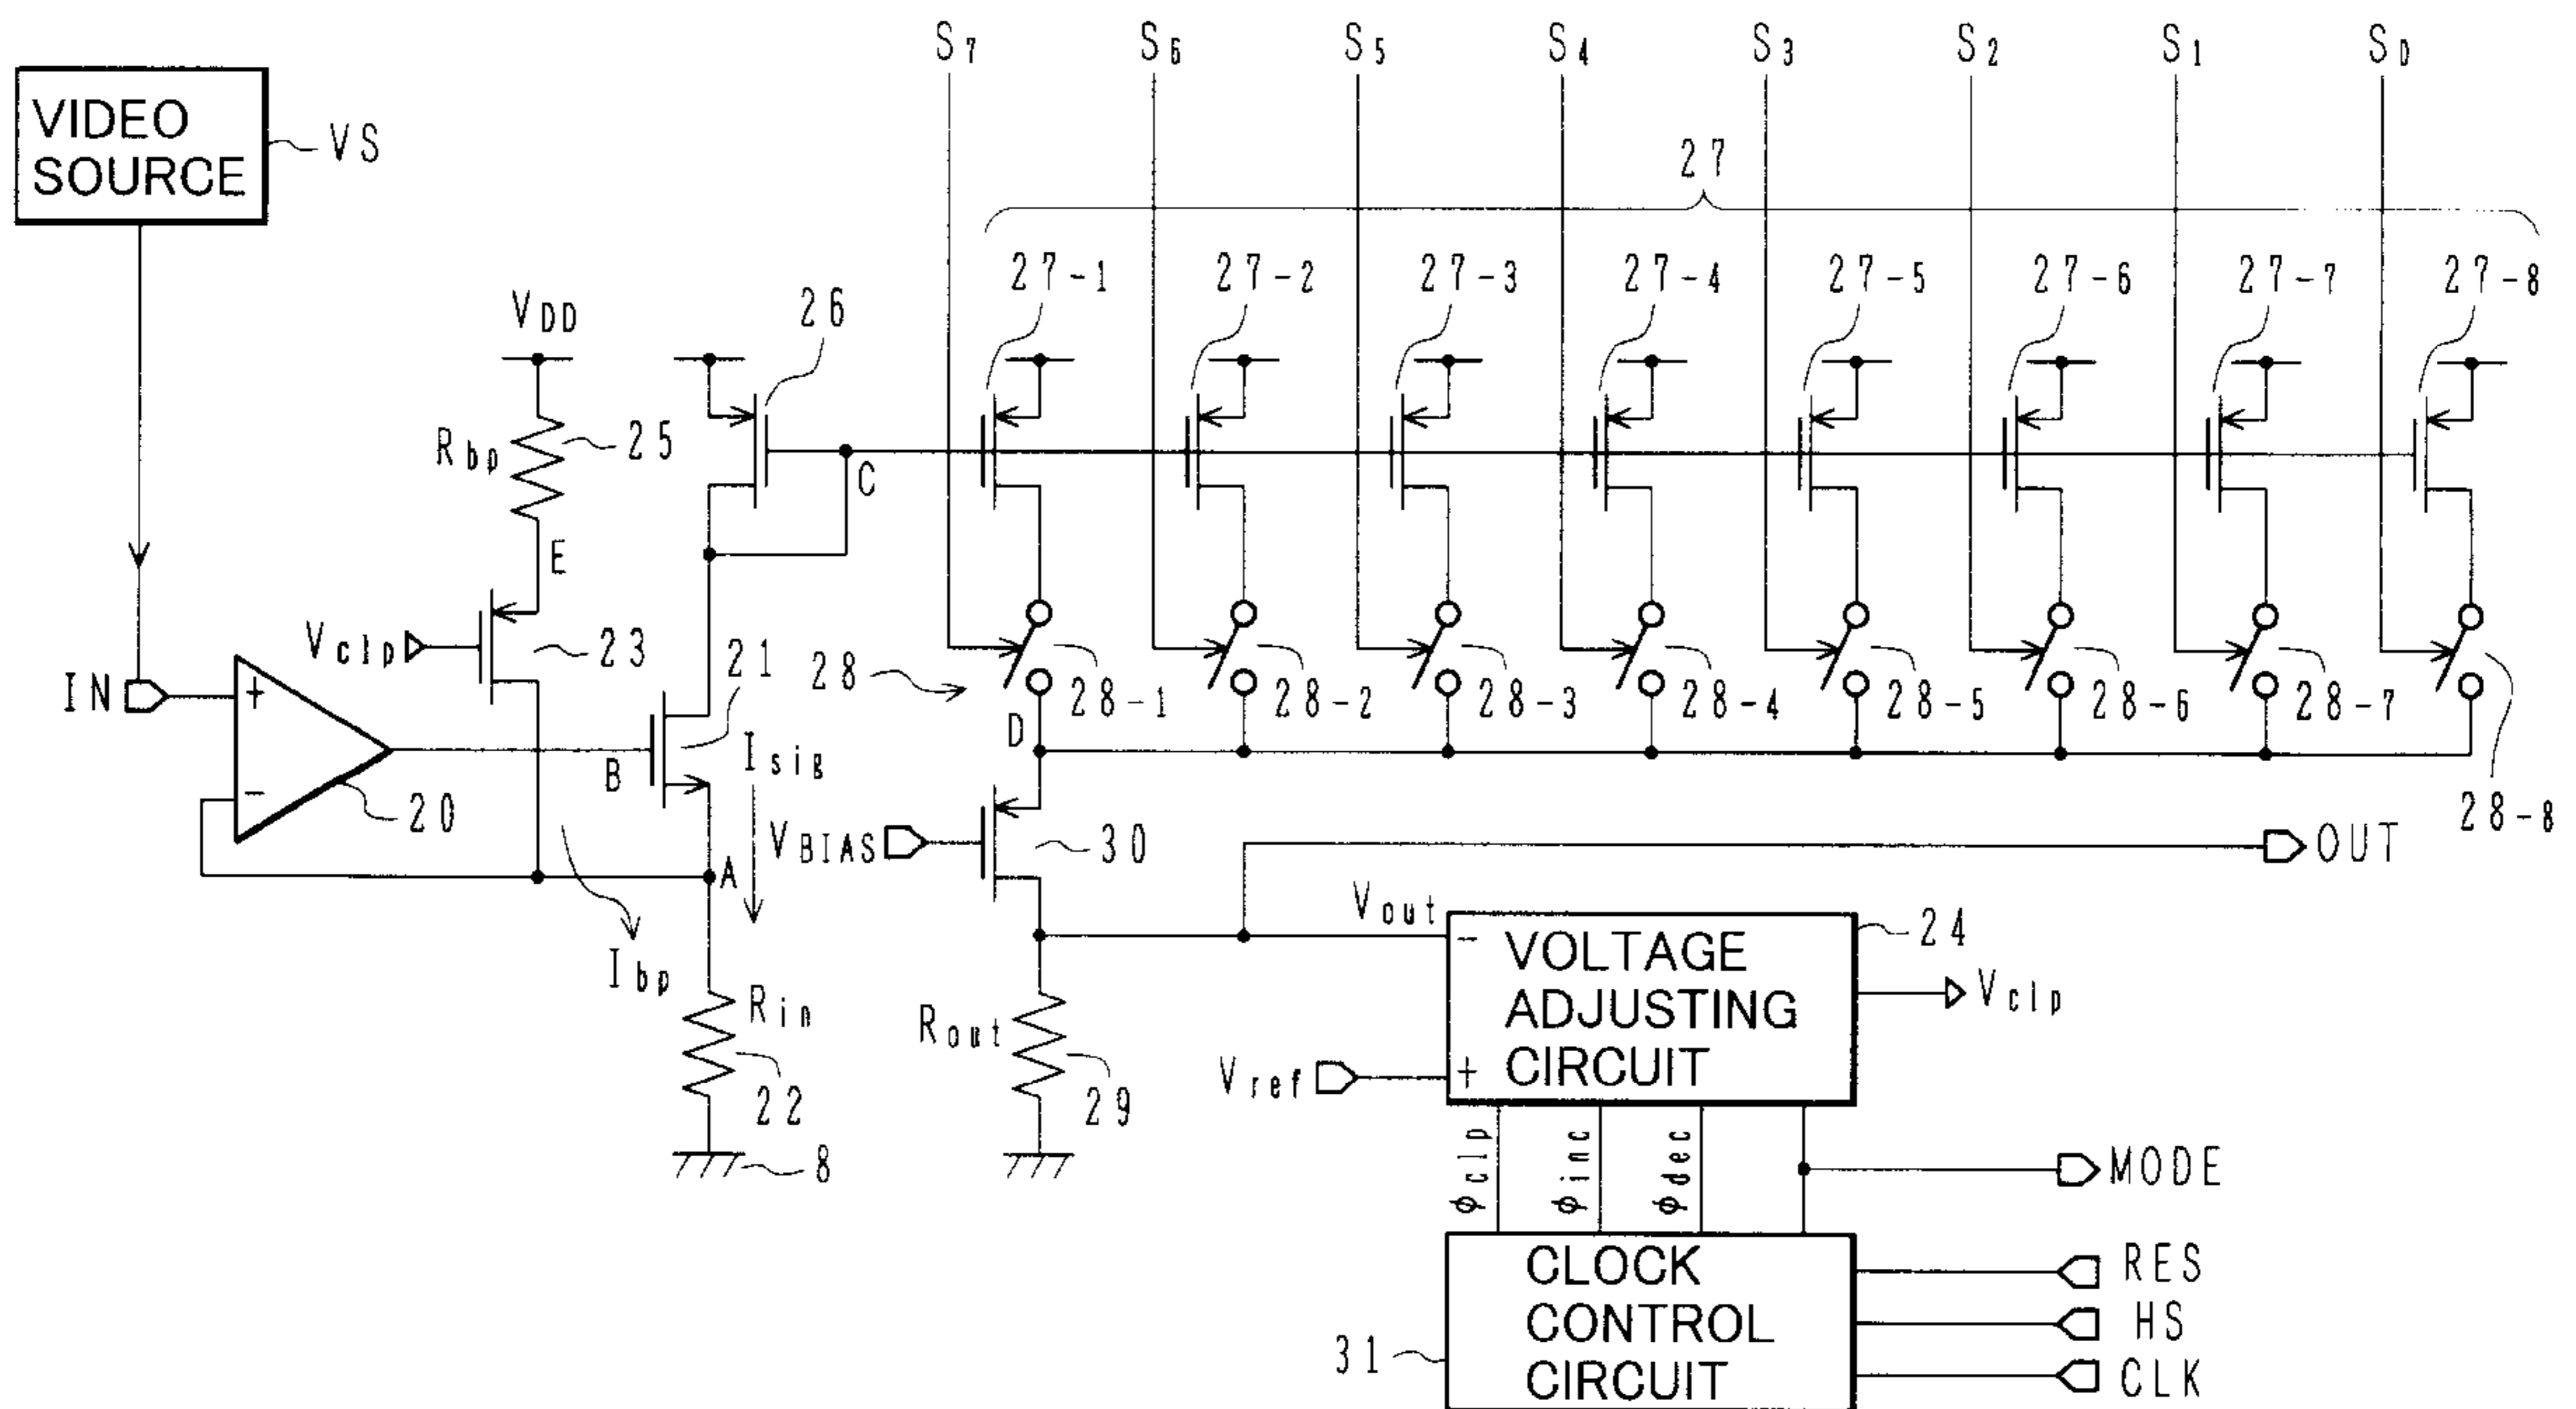 S7 S6 S5 S4 S3 S2 S1 SD
VIDEO
SOURCE
VS
27
27-1 27-2 27-3 27-4 27-5 27-6 27-7 27-8
VDD
26
Rbp
25
C
E
Vclp
23
IN
+
−
20
21
B
Isig
A
Ibp
Rin
22
8
28
28-1 28-2 28-3 28-4 28-5 28-6 28-7 28-8
D
VBIAS
30
OUT
Vout
Rout
29
−
VOLTAGE
ADJUSTING
+
CIRCUIT
24
Vclp
Vref
ϕclp ϕinc ϕdec
MODE
CLOCK
CONTROL
CIRCUIT
31
RES
HS
CLK